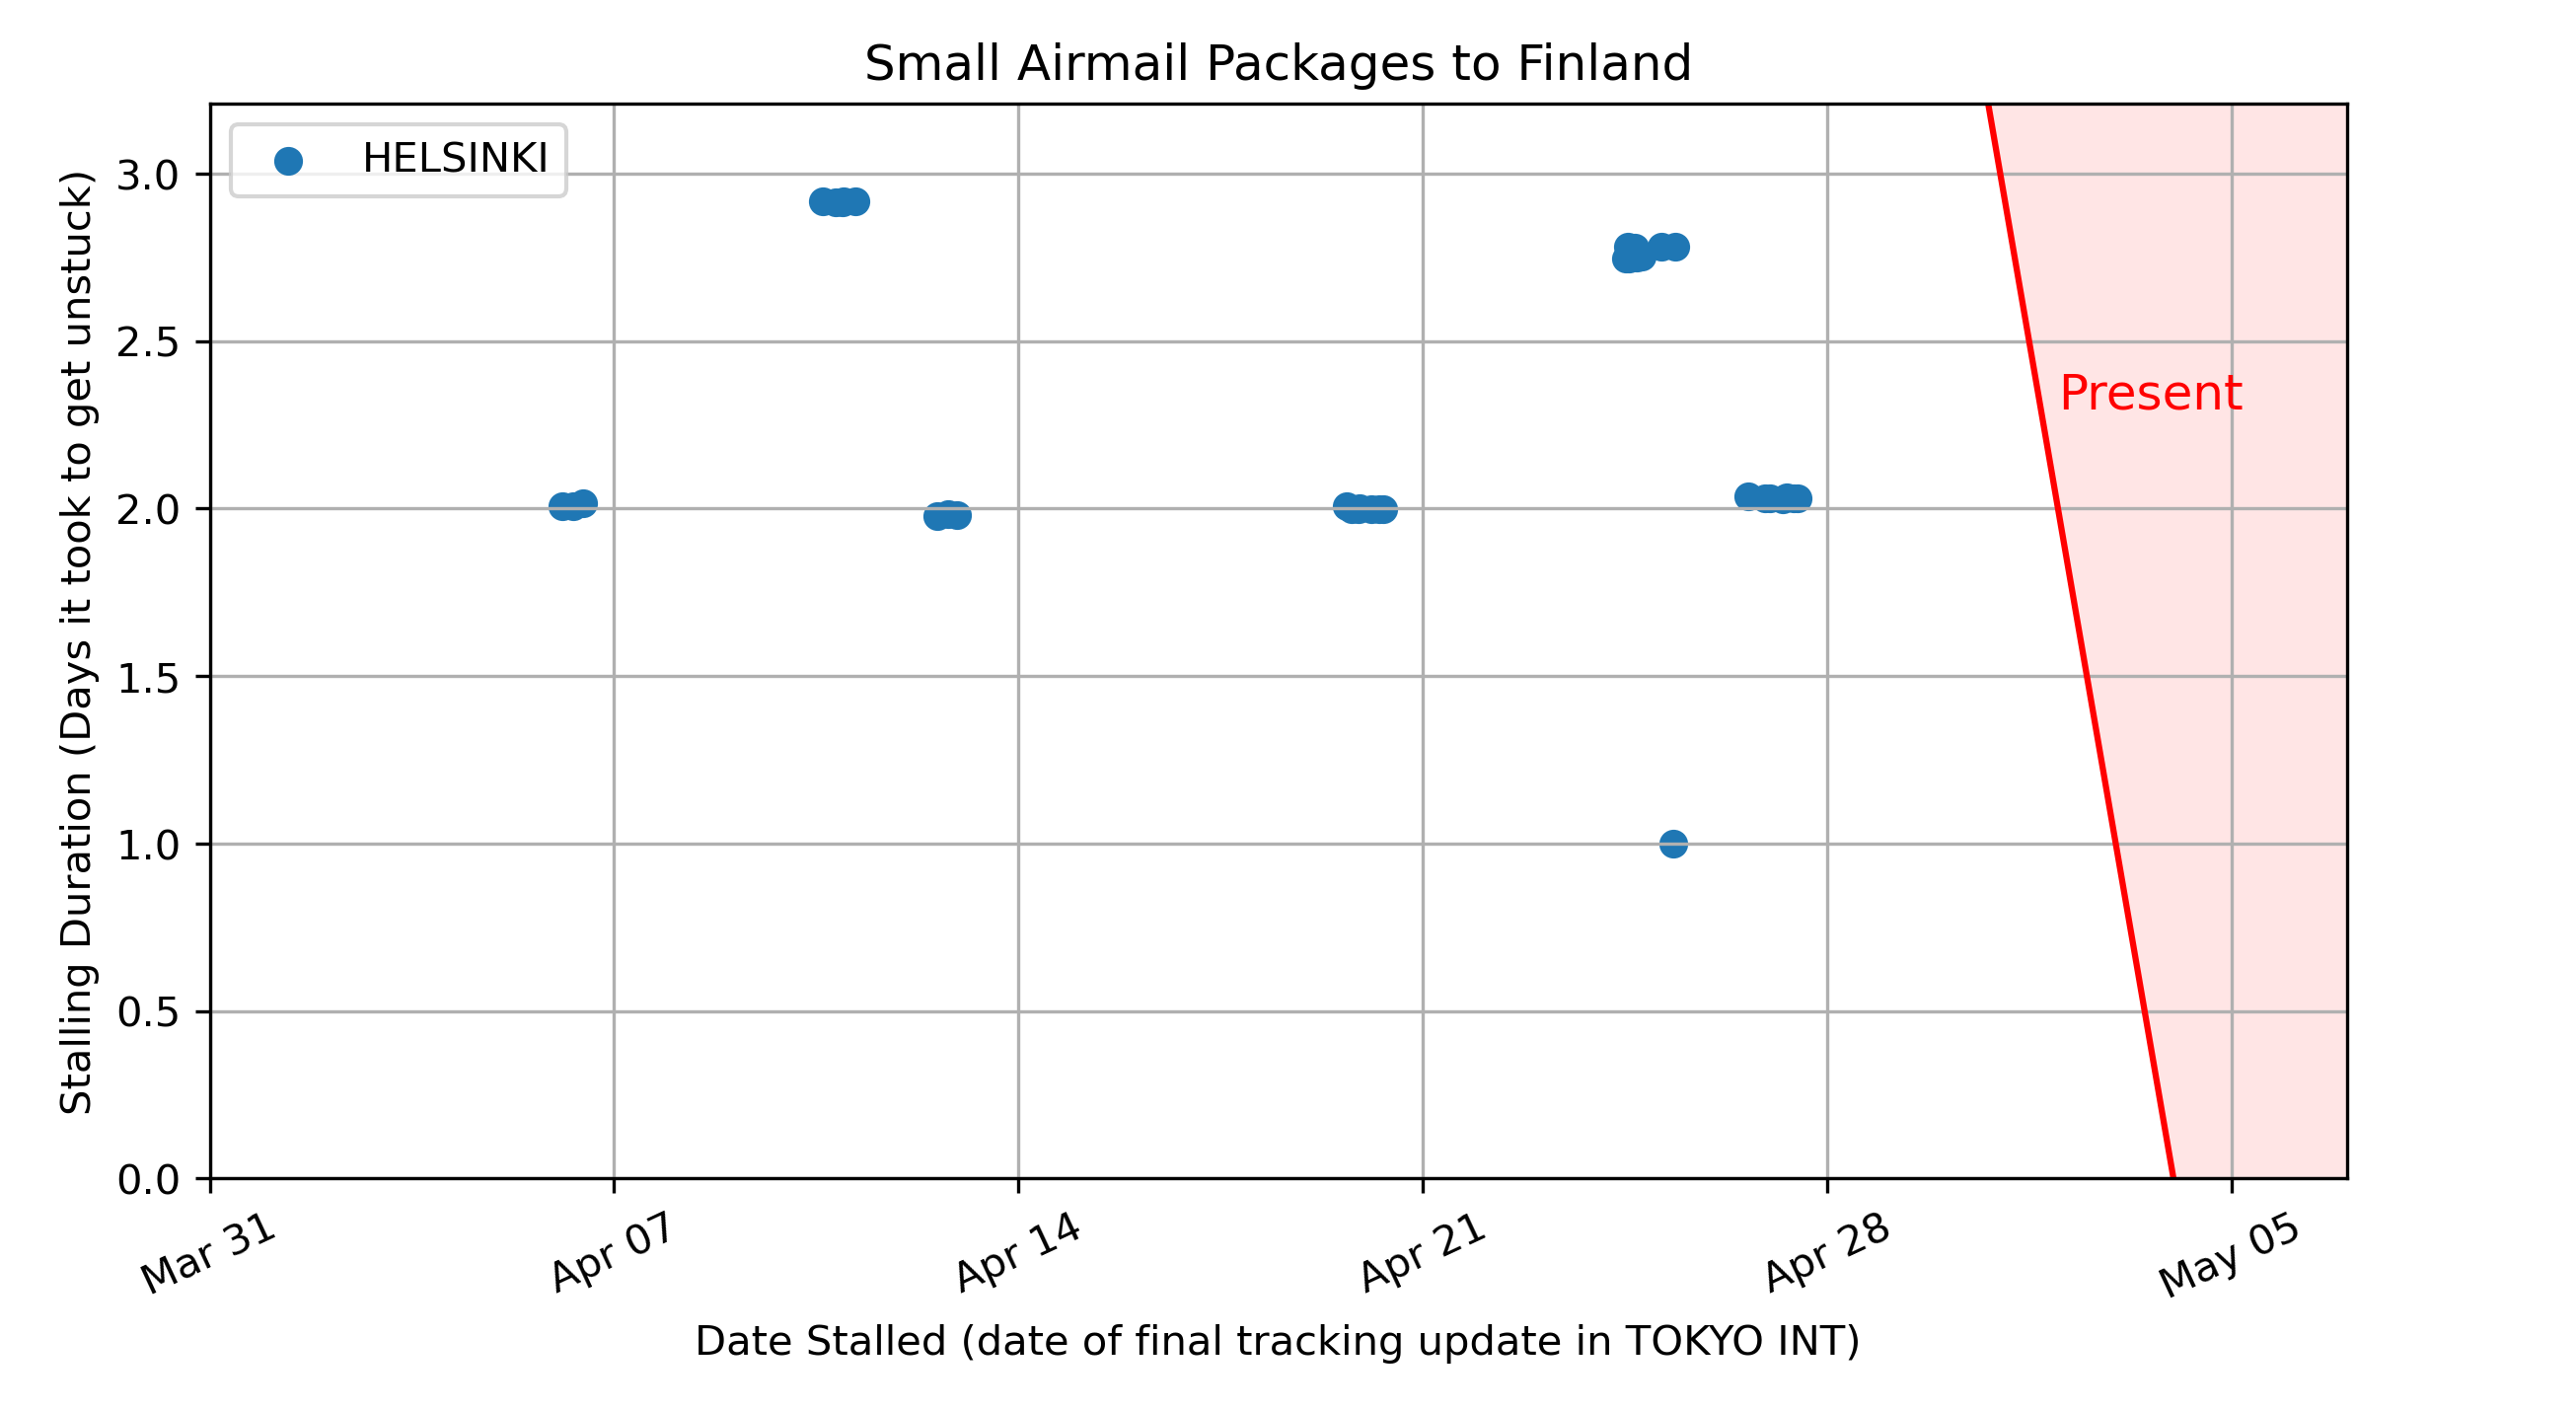 Small Airmail Packages to Finland
HELSINKI
Stalling Duration (Days it took to get unstuck)
3.0
2.5
2.0
1.5
1.0
0.5
0.0
Present
Mar 31
Apr 07
Apr 14
Apr 21
Apr 28
May 05
Date Stalled (date of final tracking update in TOKYO INT)